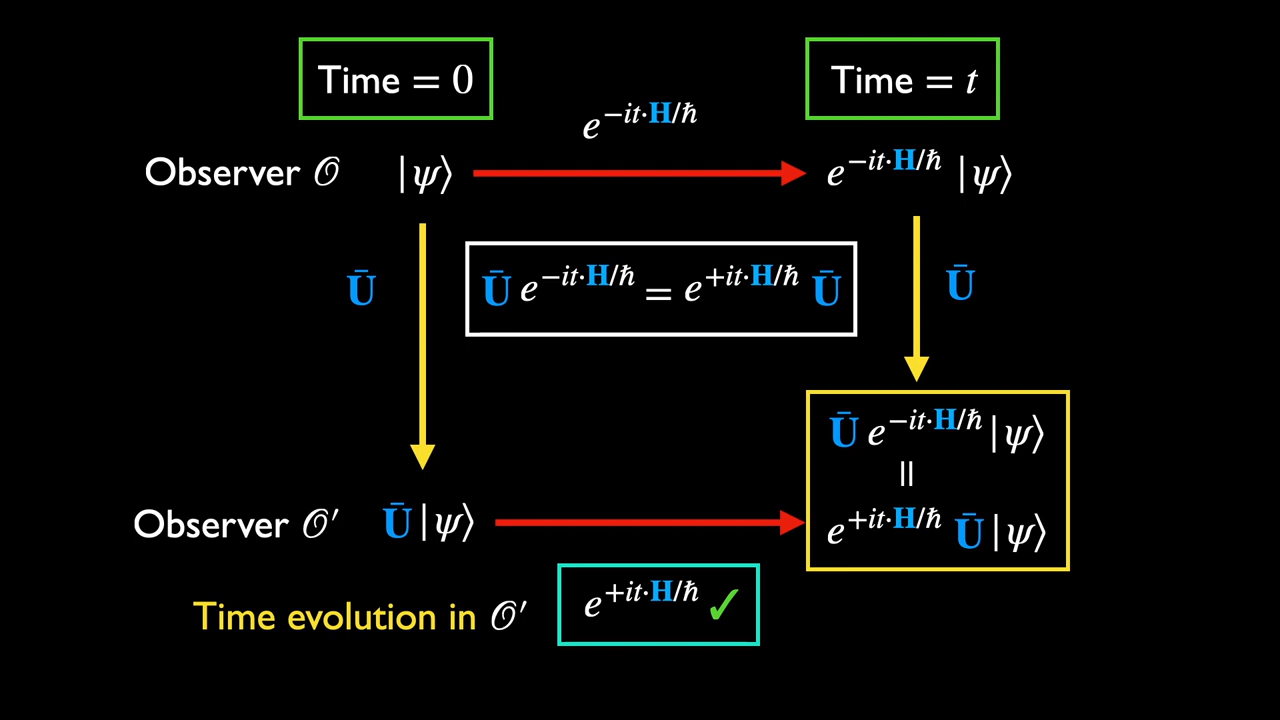 Time = 0
Time = t
e^{−it·H/ħ}
Observer 𝒪 |ψ⟩ e^{−it·H/ħ} |ψ⟩
Ū Ū e^{−it·H/ħ} = e^{+it·H/ħ} Ū Ū
Ū e^{−it·H/ħ} |ψ⟩
=
Observer 𝒪′ Ū |ψ⟩ e^{+it·H/ħ} Ū |ψ⟩
Time evolution in 𝒪′ e^{+it·H/ħ} ✓